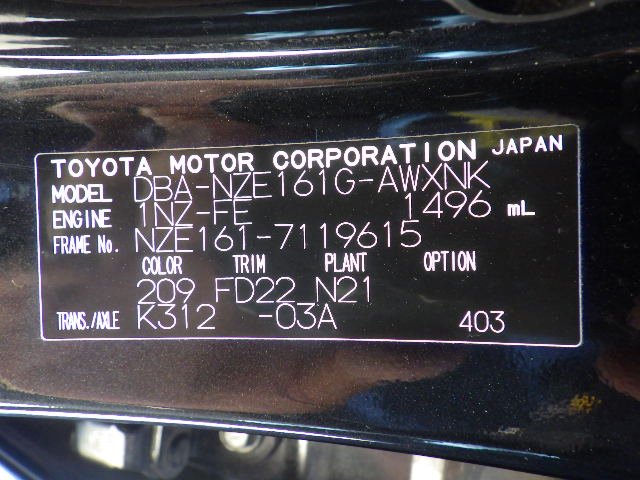 TOYOTA MOTOR CORPORATION JAPAN
MODEL DBA-NZE161G-AWXNK
ENGINE 1NZ-FE 1496 mL
FRAME No. NZE161-7119615
COLOR TRIM PLANT OPTION
209 FD22 N21
TRANS./AXLE K312 -03A 403